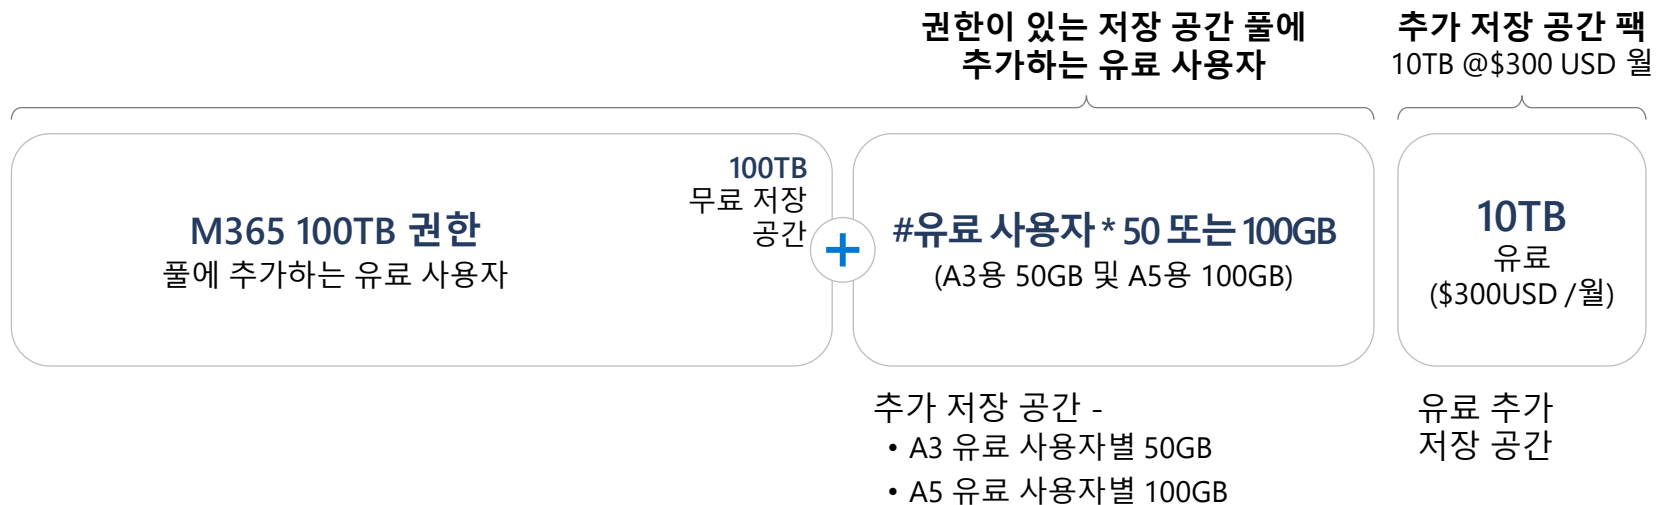 권한이 있는 저장 공간 풀에
추가하는 유료 사용자
추가 저장 공간 팩
10TB @$300 USD 월
M365 100TB 권한
풀에 추가하는 유료 사용자
100TB
무료 저장
공간
+
#유료 사용자 * 50 또는 100GB
(A3용 50GB 및 A5용 100GB)
10TB
유료
($300USD /월)
추가 저장 공간 -
• A3 유료 사용자별 50GB
• A5 유료 사용자별 100GB
유료 추가
저장 공간